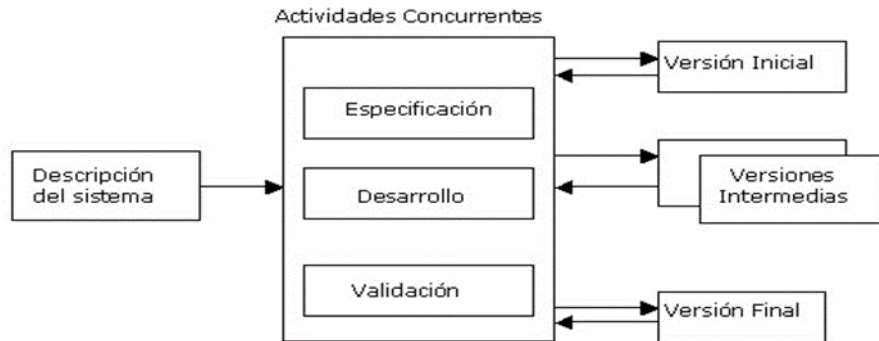 Actividades Concurrentes
Descripción
del sistema
Especificación
Desarrollo
Validación
Versión Inicial
Versiones
Intermedias
Versión Final